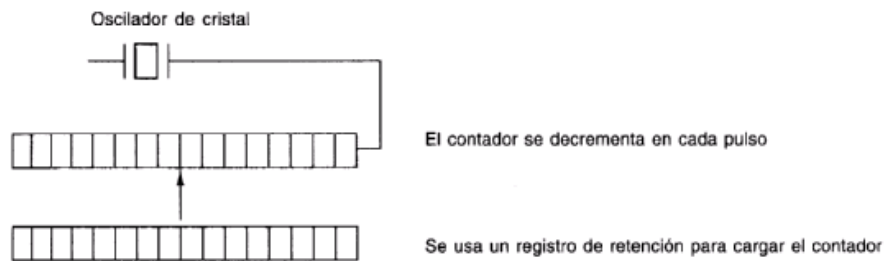 Oscilador de cristal
El contador se decrementa en cada pulso
Se usa un registro de retención para cargar el contador